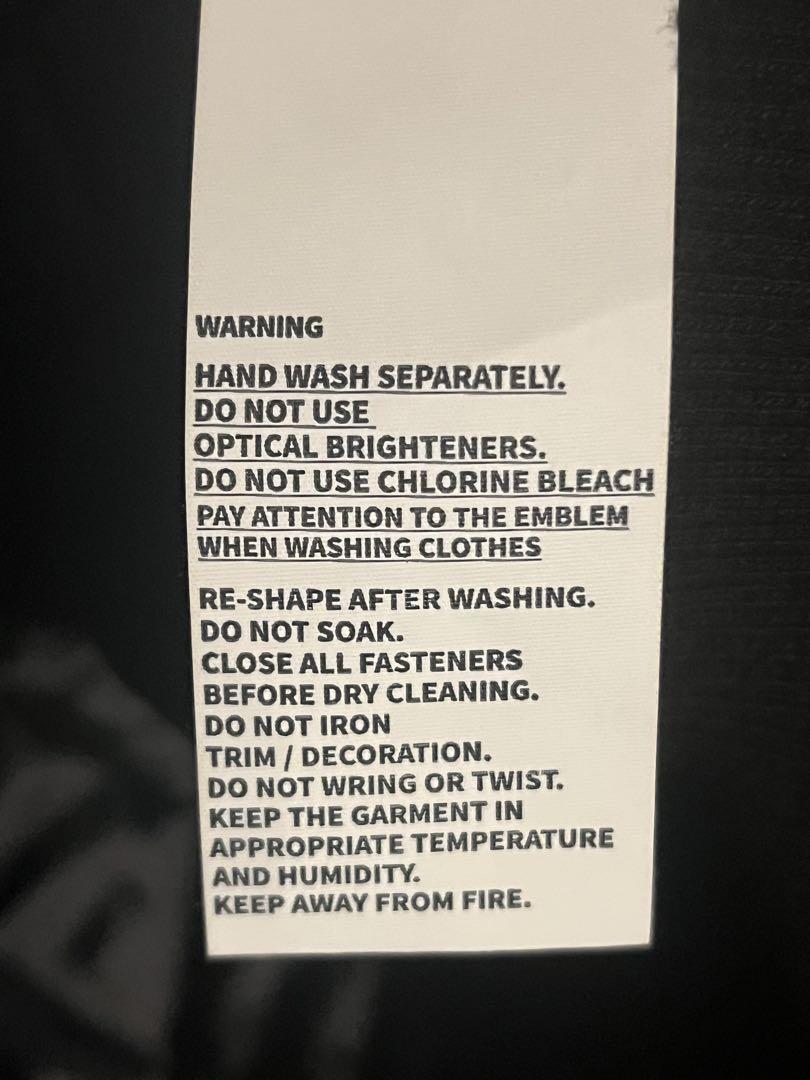 WARNING
HAND WASH SEPARATELY.
DO NOT USE
OPTICAL BRIGHTENERS.
DO NOT USE CHLORINE BLEACH
PAY ATTENTION TO THE EMBLEM
WHEN WASHING CLOTHES
RE-SHAPE AFTER WASHING.
DO NOT SOAK.
CLOSE ALL FASTENERS
BEFORE DRY CLEANING.
DO NOT IRON
TRIM / DECORATION.
DO NOT WRING OR TWIST.
KEEP THE GARMENT IN
APPROPRIATE TEMPERATURE
AND HUMIDITY.
KEEP AWAY FROM FIRE.